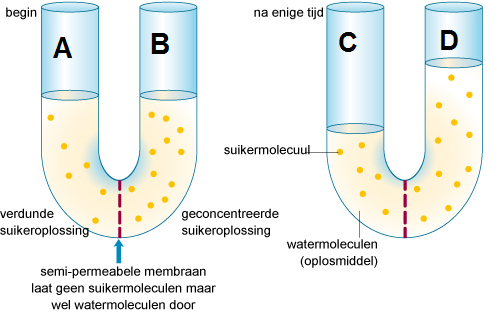 begin
na enige tijd
A
B
C
D
suikermolecuul
verdunde
suikeroplossing
geconcentreerde
suikeroplossing
watermoleculen
(oplosmiddel)
semi-permeabele membraan
laat geen suikermoleculen maar
wel watermoleculen door